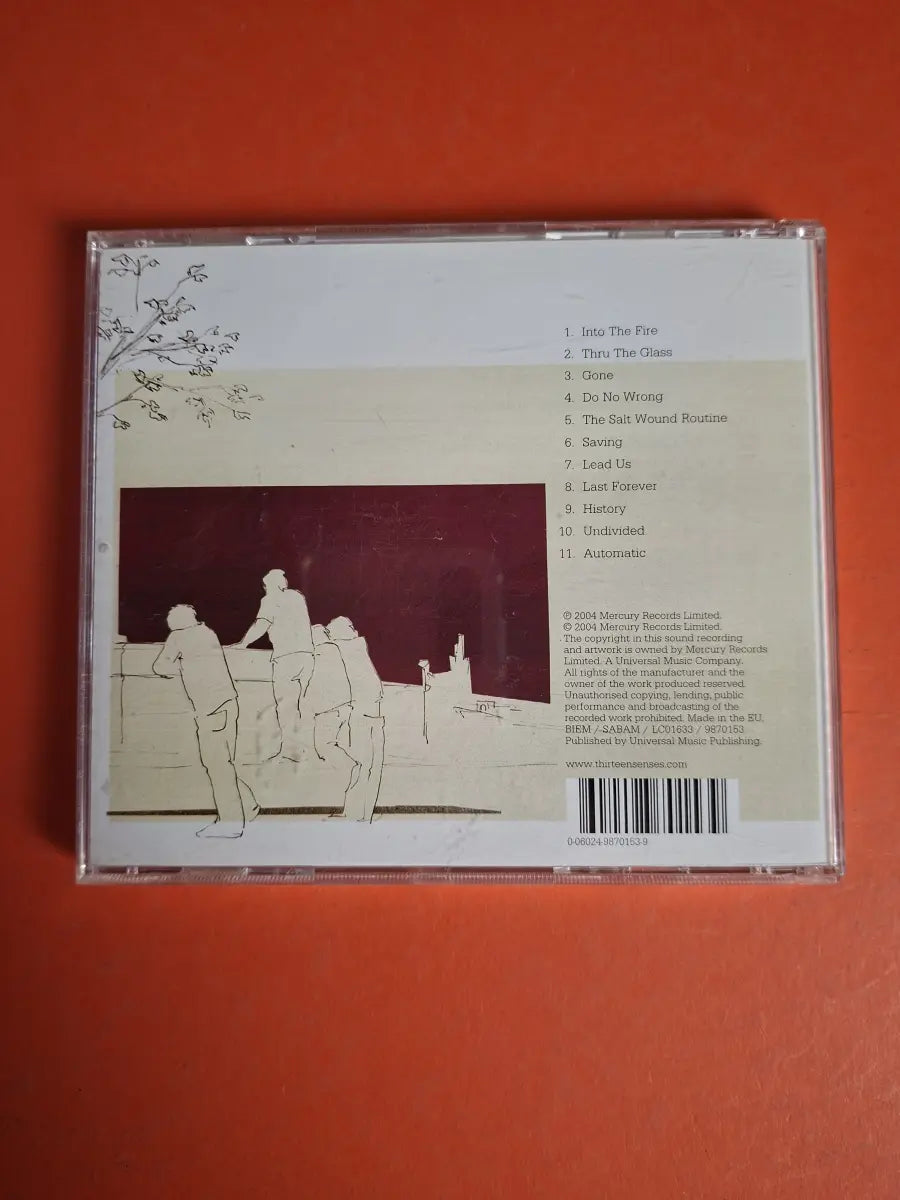 1. Into The Fire
2. Thru The Glass
3. Gone
4. Do No Wrong
5. The Salt Wound Routine
6. Saving
7. Lead Us
8. Last Forever
9. History
10. Undivided
11. Automatic
℗ 2004 Mercury Records Limited.
© 2004 Mercury Records Limited.
The copyright in this sound recording
and artwork is owned by Mercury Records
Limited. A Universal Music Company.
All rights of the manufacturer and the
owner of the work produced reserved.
Unauthorised copying, lending, public
performance and broadcasting of the
recorded work prohibited. Made in the EU.
BIEM / SABAM / LC01633 / 9870153
Published by Universal Music Publishing.
www.thirteensenses.com
0-06024-9870153-9